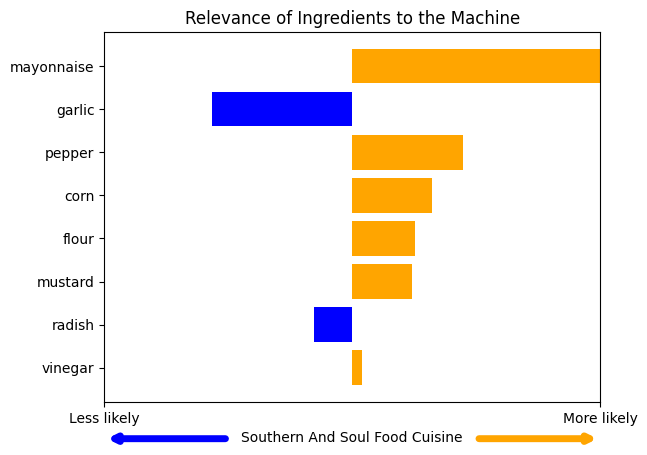 Relevance of Ingredients to the Machine
mayonnaise
garlic
pepper
corn
flour
mustard
radish
vinegar
Less likely
More likely
Southern And Soul Food Cuisine